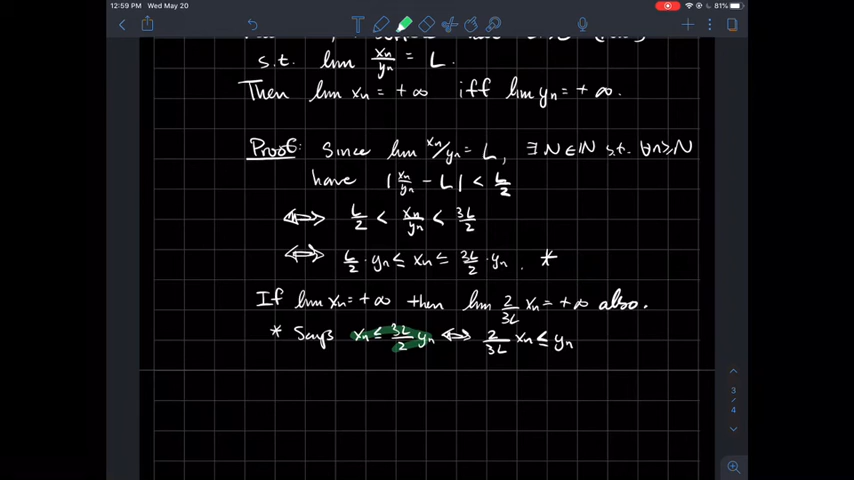 12:59 PM Wed May 20
81%
s.t. lim xn/yn = L.
Then lim xn = +∞ iff lim yn = +∞.
Proof: Since lim xn/yn = L, ∃ N ∈ ℕ s.t. ∀n ≥ N
have |xn/yn - L| < L/2
⟺ L/2 < xn/yn < 3L/2
⟺ L/2 · yn ≤ xn ≤ 3L/2 · yn. *
If lim xn = +∞ then lim 2/3L xn = +∞ also.
* Says xn ≤ 3L/2 yn ⟺ 2/3L xn ≤ yn
3
/
4